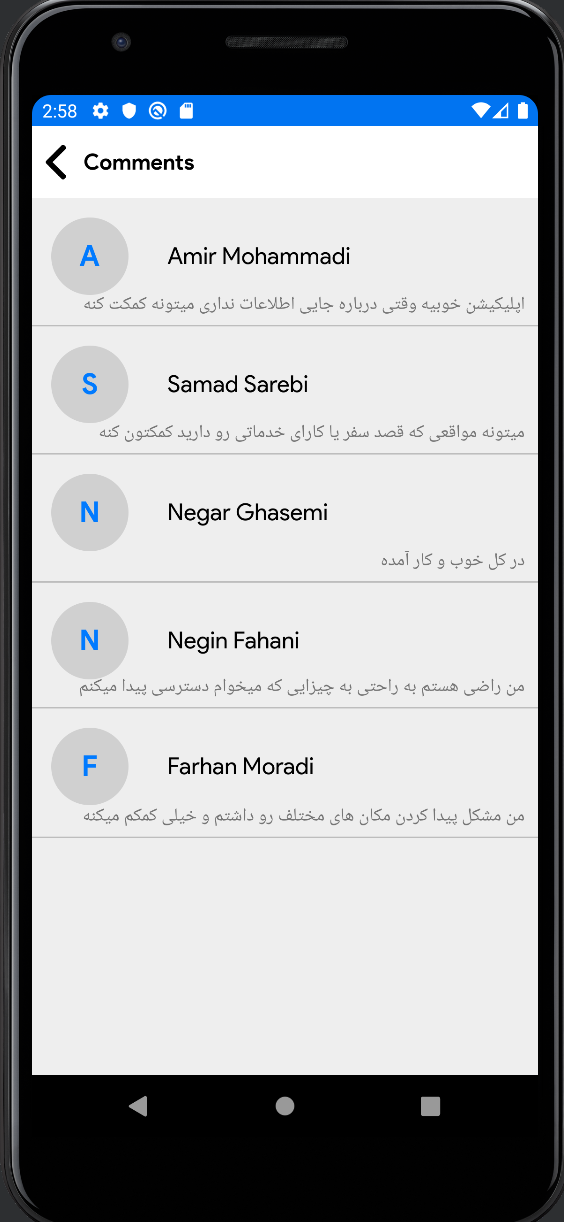 2:58
Comments
A
Amir Mohammadi
اپلیکیشن خوبیه وقتی درباره جایی اطلاعات نداری میتونه کمکت کنه
S
Samad Sarebi
میتونه مواقعی که قصد سفر یا کارای خدماتی رو دارید کمکتون کنه
N
Negar Ghasemi
در کل خوب و کار آمده
N
Negin Fahani
من راضی هستم به راحتی به چیزایی که میخوام دسترسی پیدا میکنم
F
Farhan Moradi
من مشکل پیدا کردن مکان های مختلف رو داشتم و خیلی کمکم میکنه